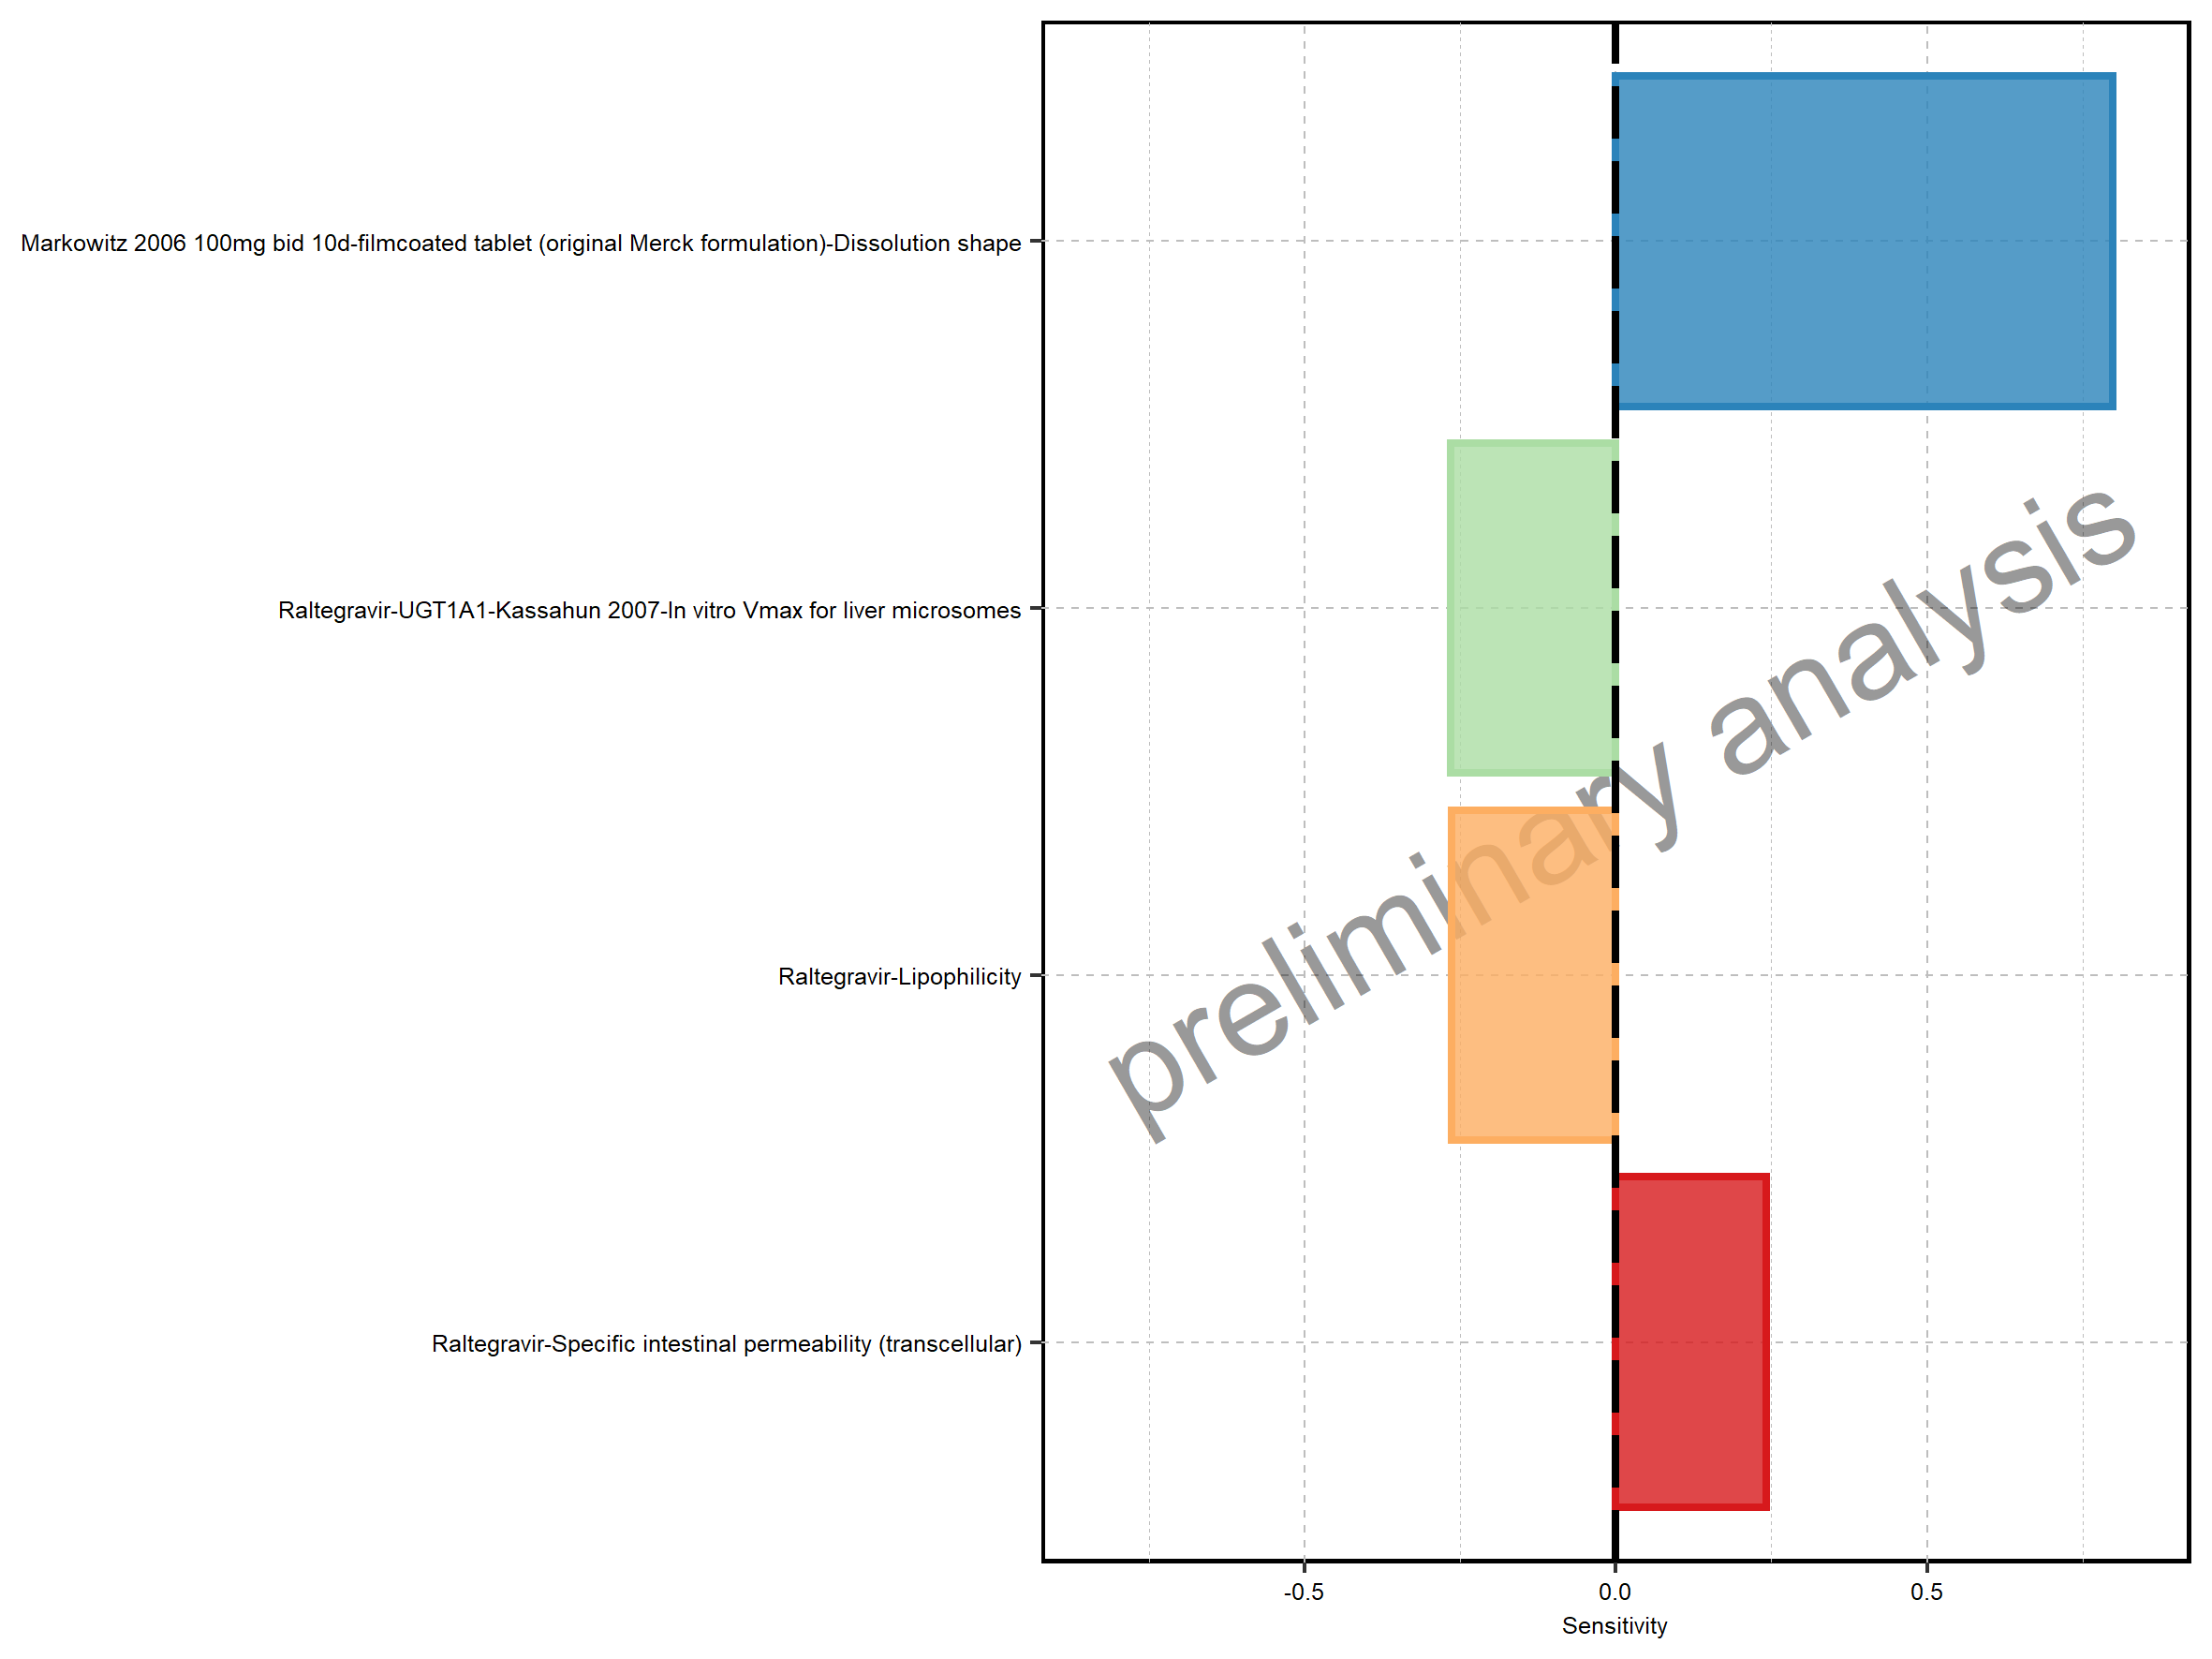 Markowitz 2006 100mg bid 10d-filmcoated tablet (original Merck formulation)-Dissolution shape
Raltegravir-UGT1A1-Kassahun 2007-In vitro Vmax for liver microsomes
Raltegravir-Lipophilicity
Raltegravir-Specific intestinal permeability (transcellular)
preliminary analysis
-0.5 0.0 0.5
Sensitivity